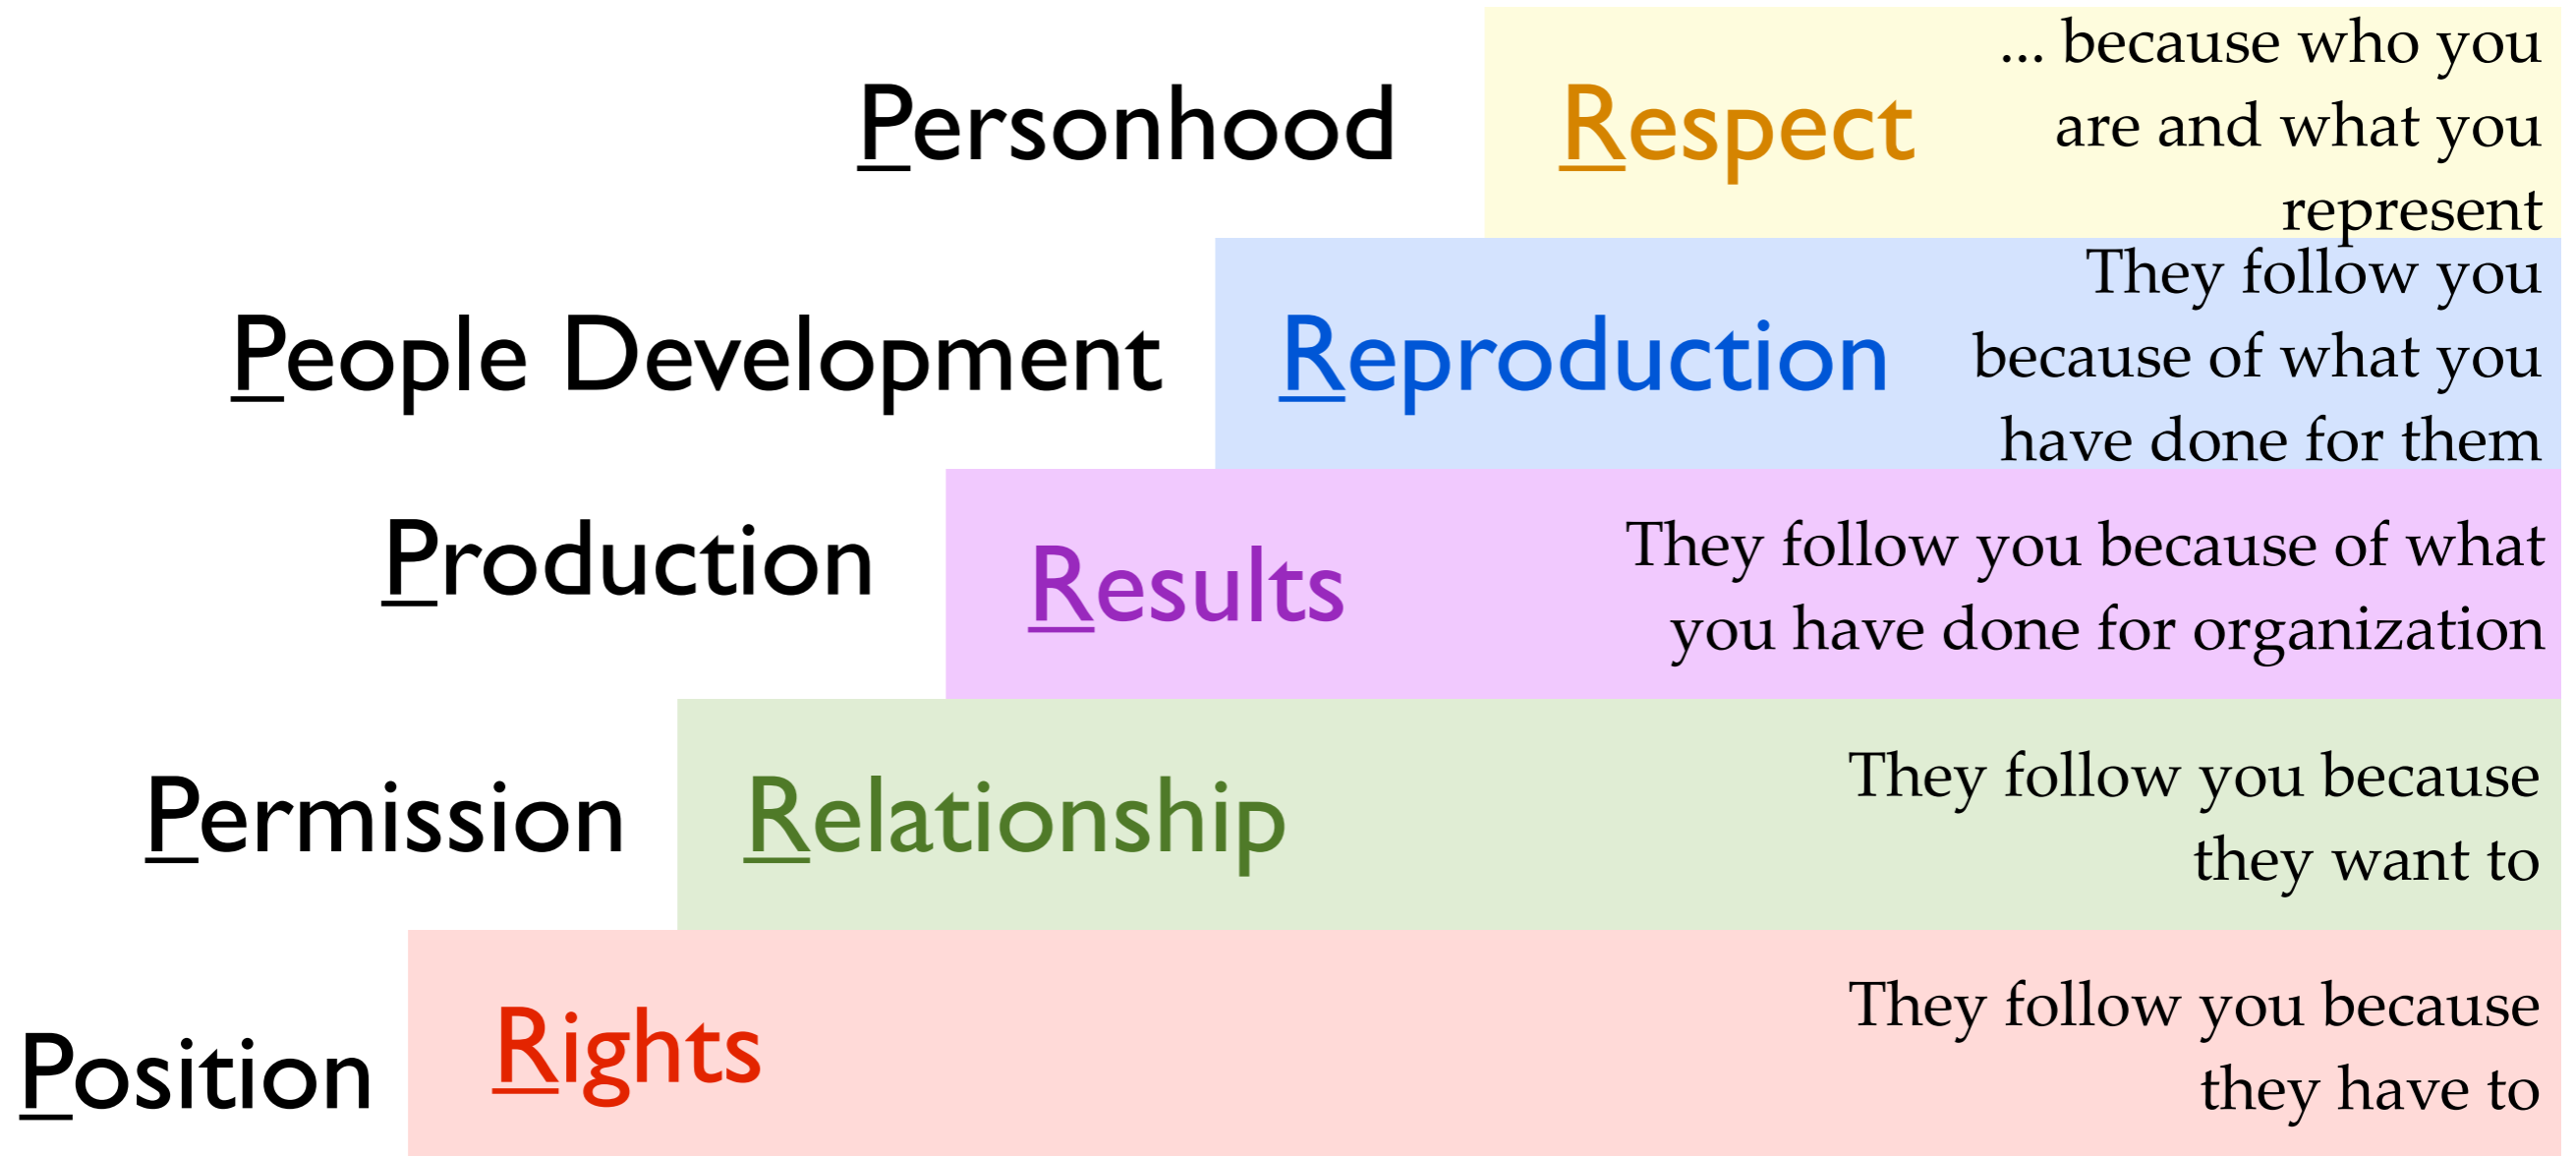 Personhood
Respect
... because who you
are and what you
represent
People Development
Reproduction
They follow you
because of what you
have done for them
Production
Results
They follow you because of what
you have done for organization
Permission
Relationship
They follow you because
they want to
Position
Rights
They follow you because
they have to